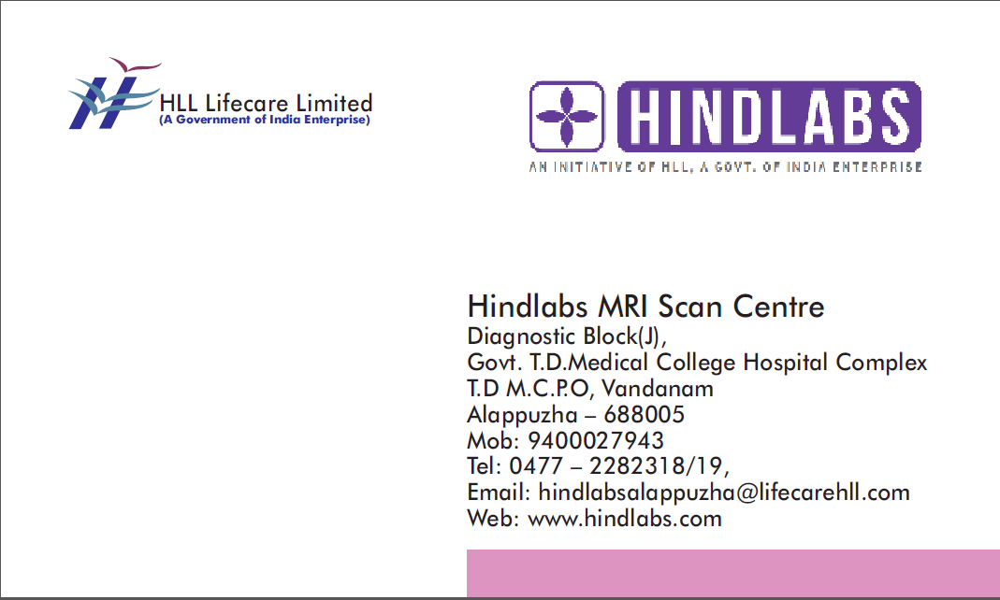 HLL Lifecare Limited
(A Government of India Enterprise)
HINDLABS
AN INITIATIVE OF HLL, A GOVT. OF INDIA ENTERPRISE
Hindlabs MRI Scan Centre
Diagnostic Block(J),
Govt. T.D.Medical College Hospital Complex
T.D M.C.P.O, Vandanam
Alappuzha – 688005
Mob: 9400027943
Tel: 0477 – 2282318/19,
Email: hindlabsalappuzha@lifecarehll.com
Web: www.hindlabs.com